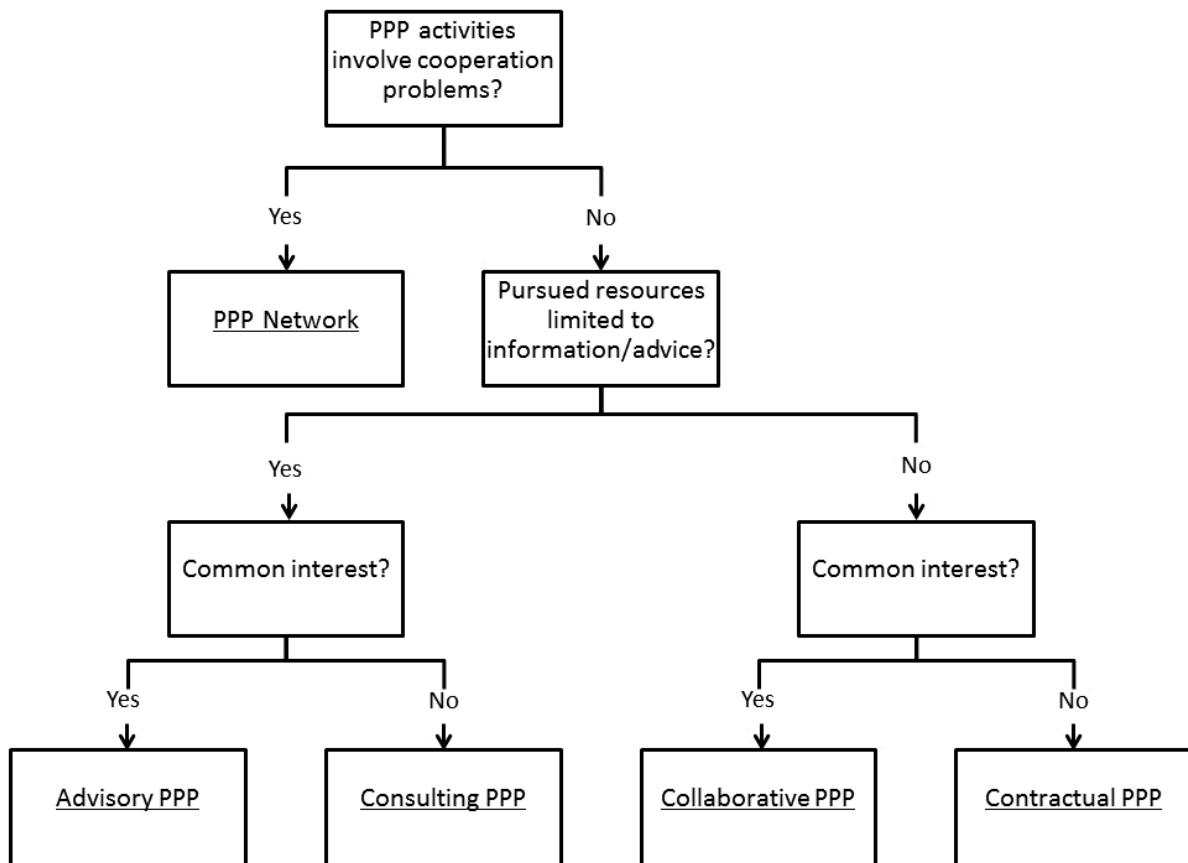 PPP activities
involve cooperation
problems?
Yes
No
PPP Network
Pursued resources
limited to
information/advice?
Yes
No
Common interest?
Common interest?
Yes
No
Yes
No
Advisory PPP
Consulting PPP
Collaborative PPP
Contractual PPP